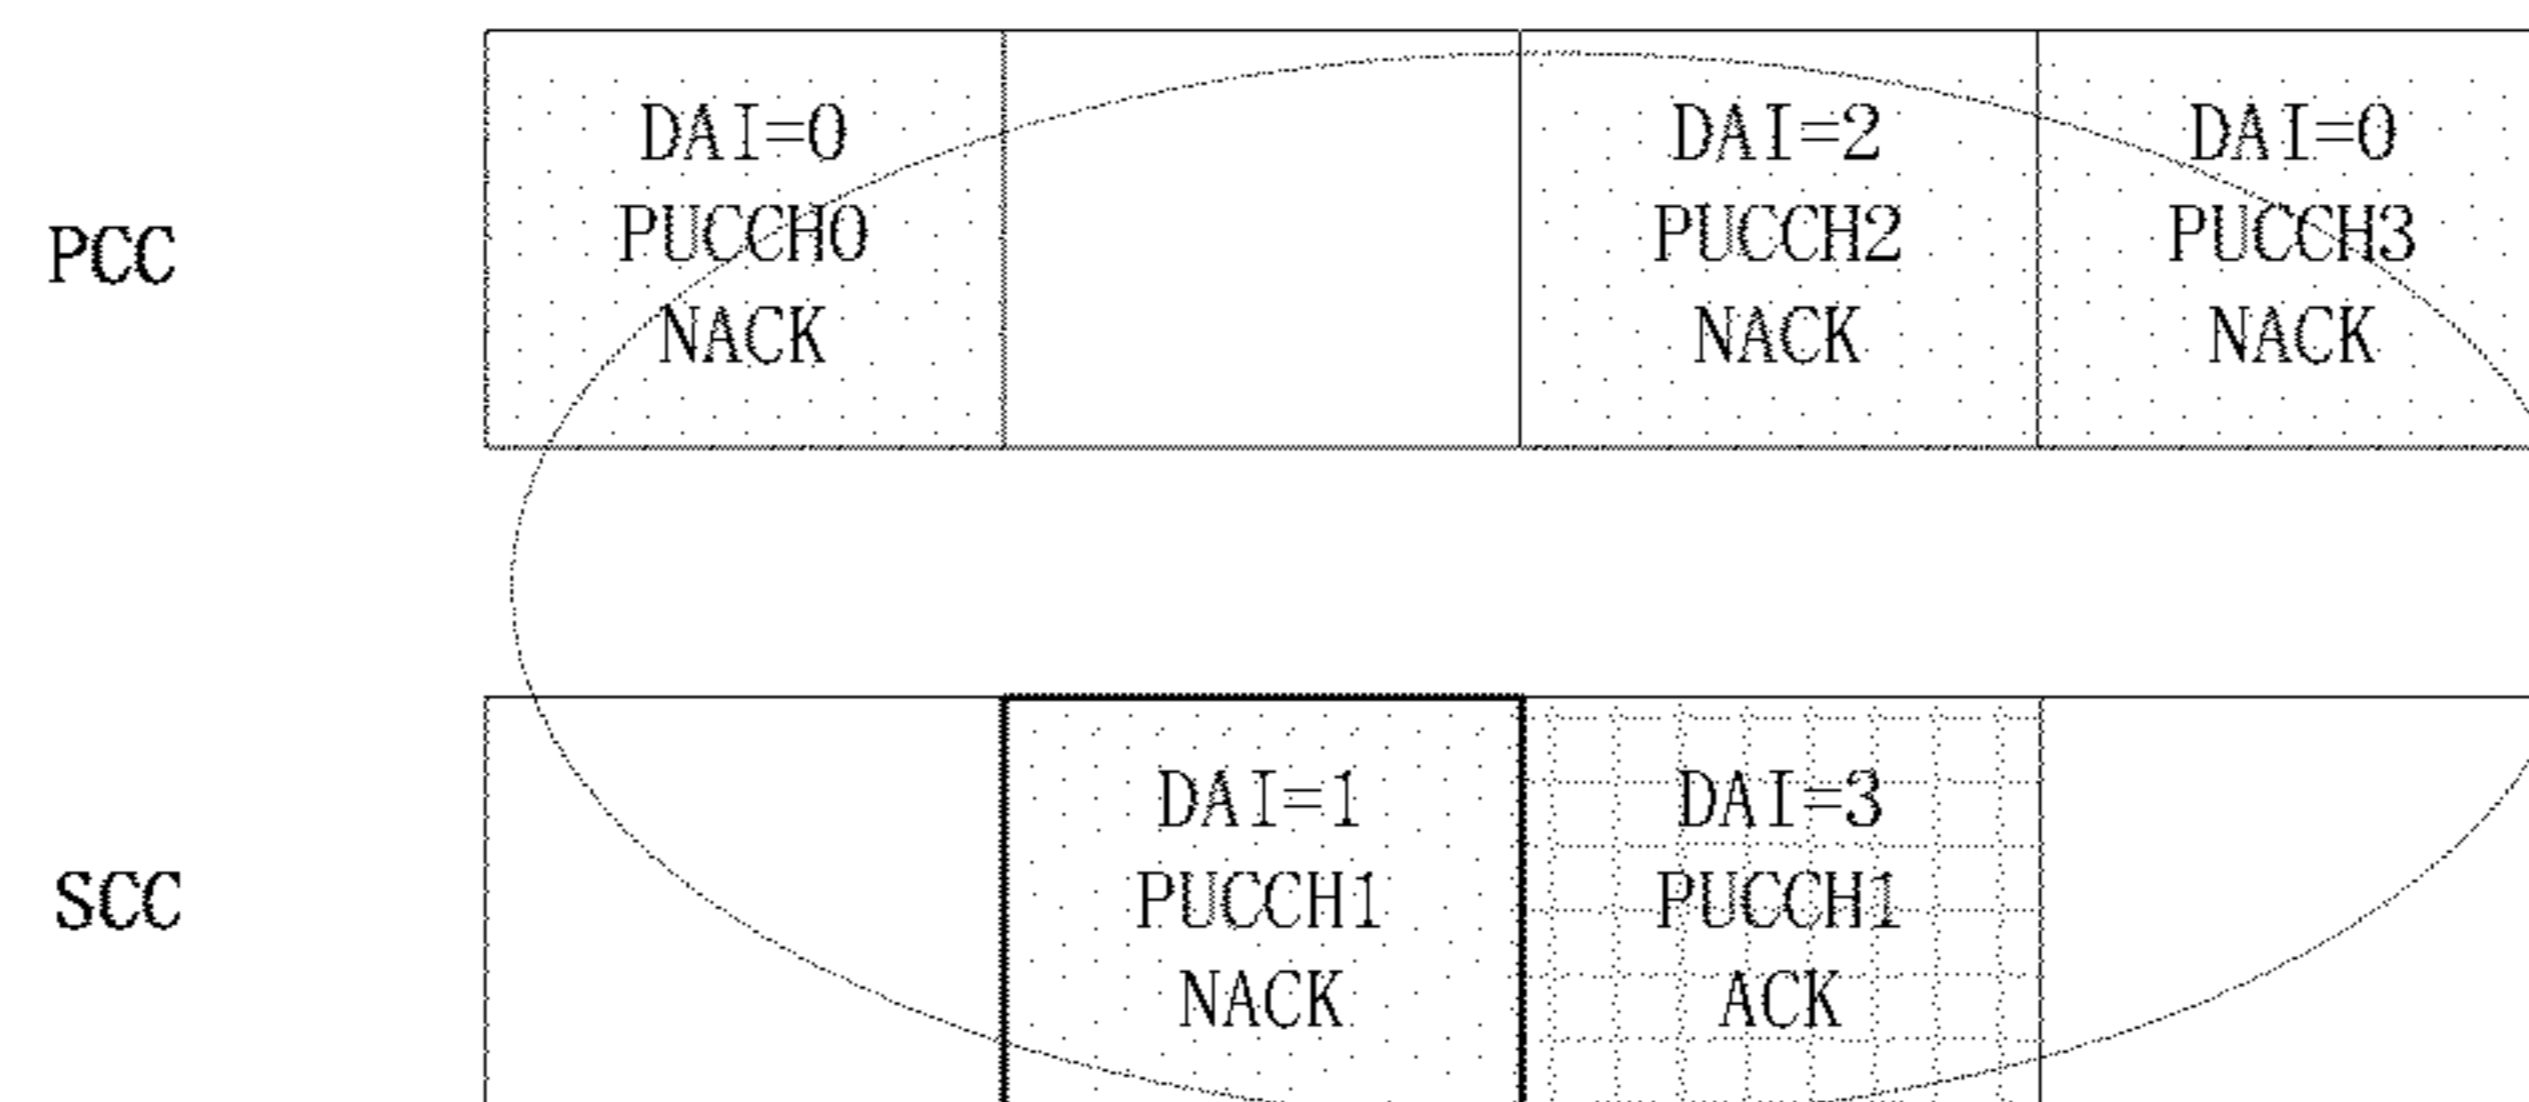 PCC
DAI=0
PUCCH0
NACK
DAI=2
PUCCH2
NACK
DAI=0
PUCCH3
NACK
SCC
DAI=1
PUCCH1
NACK
DAI=3
PUCCH1
ACK